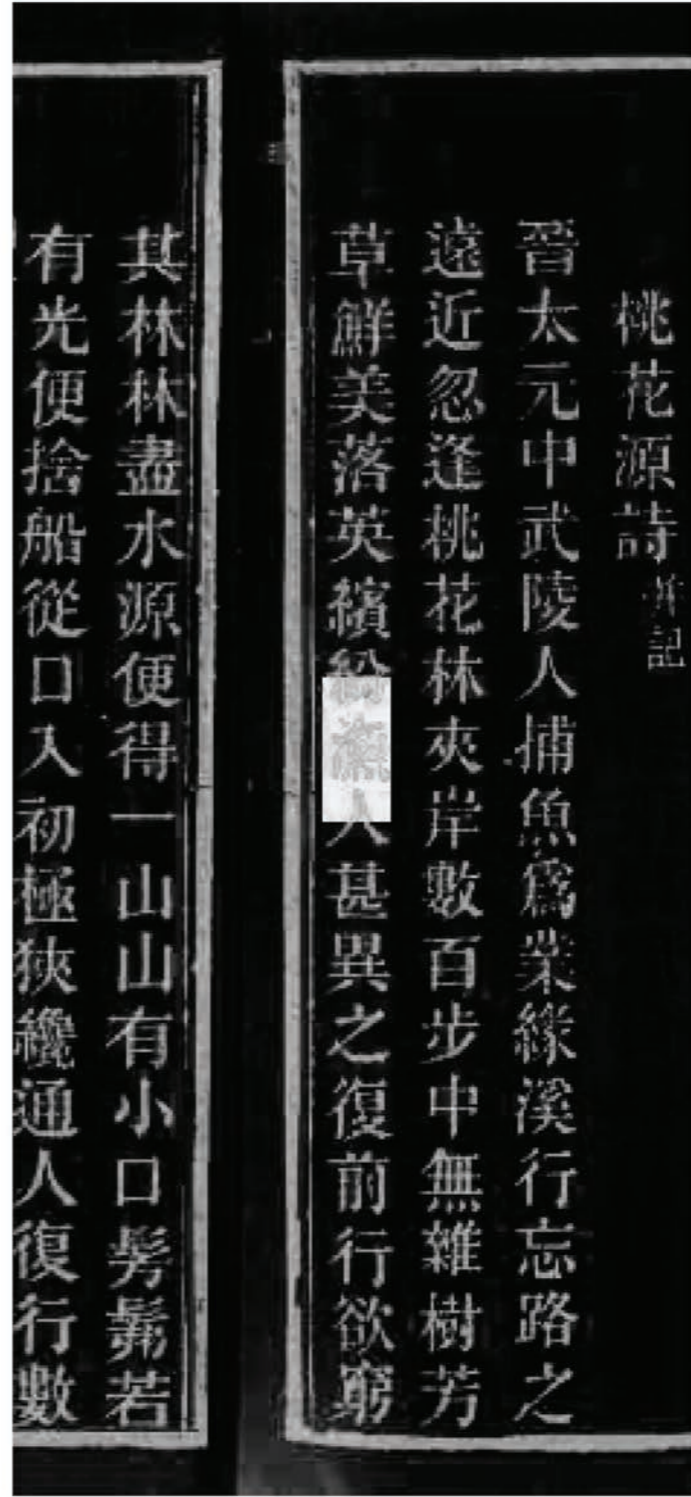 桃花源詩并記
晉太元中武陵人捕魚爲業緣溪行忘路之
遠近忽逢桃花林夾岸數百步中無雜樹芳
草鮮美落英繽紛漁人甚異之復前行欲窮
其林林盡水源便得一山山有小口髣髴若
有光便捨船從口入初極狹纔通人復行數